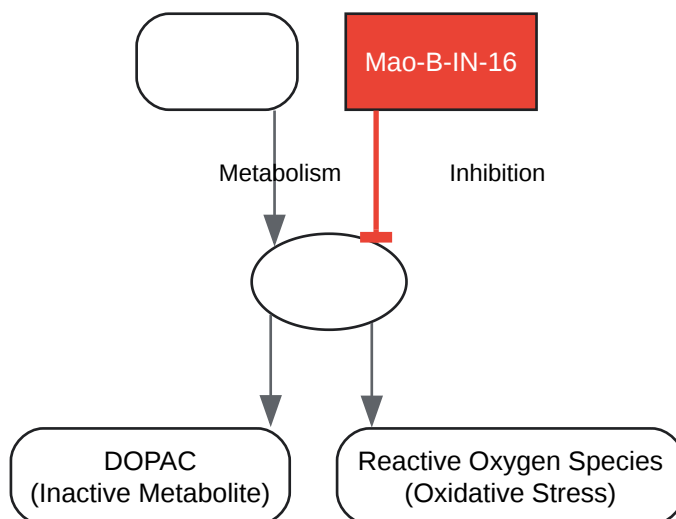 Mao-B-IN-16
Metabolism
Inhibition
DOPAC
(Inactive Metabolite)
Reactive Oxygen Species
(Oxidative Stress)